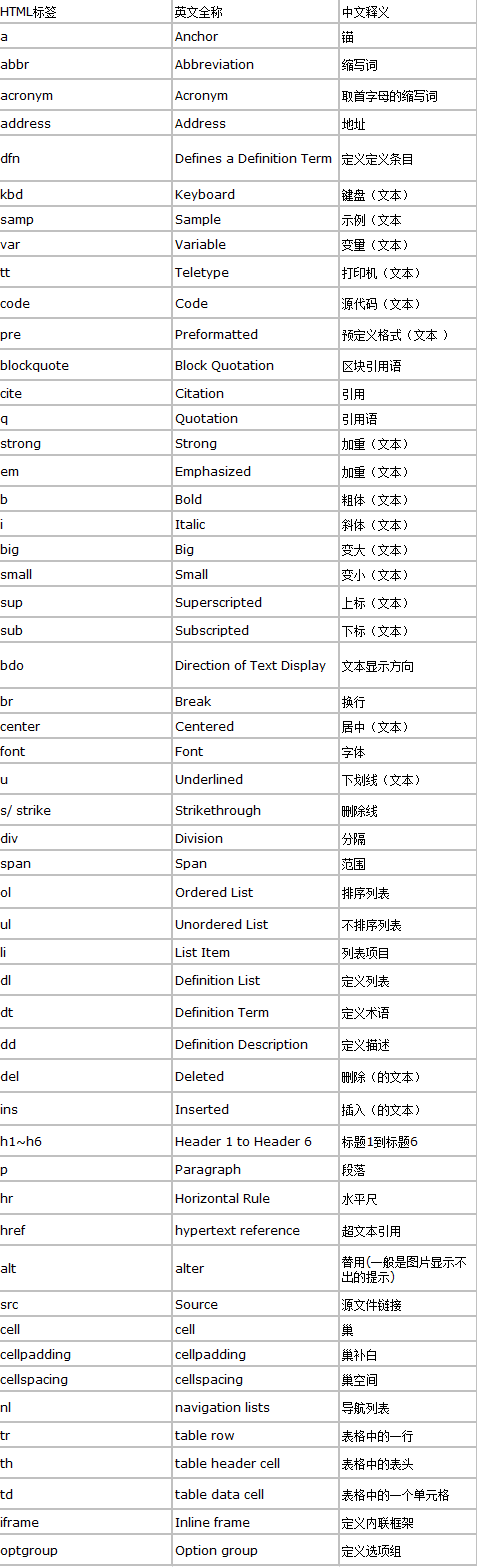 HTML标签 英文全称 中文释义
a Anchor 锚
abbr Abbreviation 缩写词
acronym Acronym 取首字母的缩写词
address Address 地址
dfn Defines a Definition Term 定义定义条目
kbd Keyboard 键盘（文本）
samp Sample 示例（文本
var Variable 变量（文本）
tt Teletype 打印机（文本）
code Code 源代码（文本）
pre Preformatted 预定义格式（文本 ）
blockquote Block Quotation 区块引用语
cite Citation 引用
q Quotation 引用语
strong Strong 加重（文本）
em Emphasized 加重（文本）
b Bold 粗体（文本）
i Italic 斜体（文本）
big Big 变大（文本）
small Small 变小（文本）
sup Superscripted 上标（文本）
sub Subscripted 下标（文本）
bdo Direction of Text Display 文本显示方向
br Break 换行
center Centered 居中（文本）
font Font 字体
u Underlined 下划线（文本）
s/ strike Strikethrough 删除线
div Division 分隔
span Span 范围
ol Ordered List 排序列表
ul Unordered List 不排序列表
li List Item 列表项目
dl Definition List 定义列表
dt Definition Term 定义术语
dd Definition Description 定义描述
del Deleted 删除（的文本）
ins Inserted 插入（的文本）
h1~h6 Header 1 to Header 6 标题1到标题6
p Paragraph 段落
hr Horizontal Rule 水平尺
href hypertext reference 超文本引用
alt alter 替用(一般是图片显示不
出的提示)
src Source 源文件链接
cell cell 巢
cellpadding cellpadding 巢补白
cellspacing cellspacing 巢空间
nl navigation lists 导航列表
tr table row 表格中的一行
th table header cell 表格中的表头
td table data cell 表格中的一个单元格
iframe Inline frame 定义内联框架
optgroup Option group 定义选项组